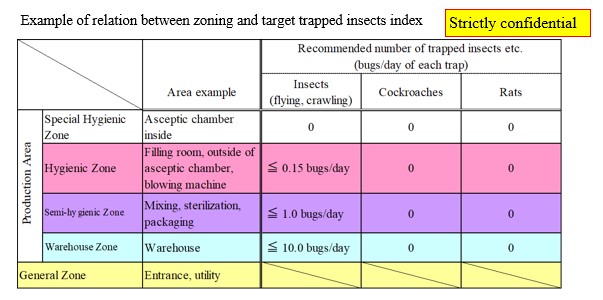 Example of relation between zoning and target trapped insects index
Strictly confidential
Area example
Recommended number of trapped insects etc.
(bugs/day of each trap)
Insects
(flying, crawling)
Cockroaches
Rats
Production Area
Special Hygienic
Zone
Asceptic chamber
inside
0
0
0
Hygienic Zone
Filling room, outside of
asceptic chamber,
blowing machine
≦ 0.15 bugs/day
0
0
Semi-hygienic Zone
Mixing, sterilization,
packaging
≦ 1.0 bugs/day
0
0
Warehouse Zone
Warehouse
≦ 10.0 bugs/day
0
0
General Zone
Entrance, utility